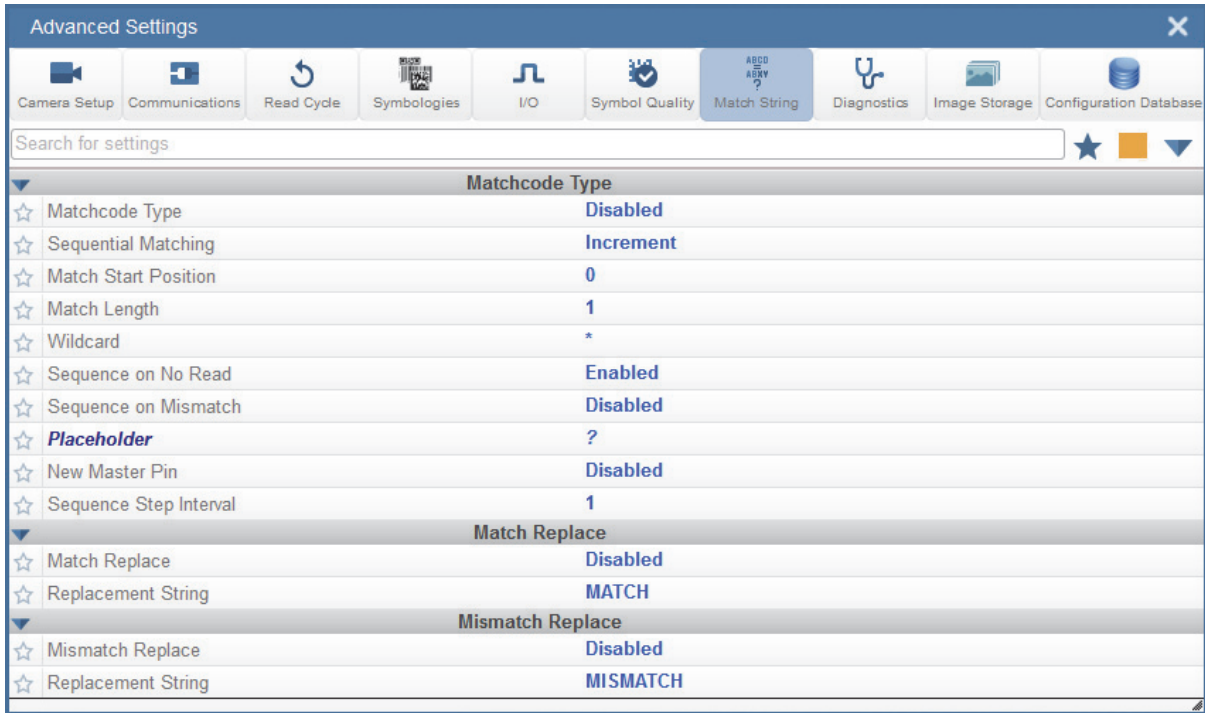 Advanced Settings
Camera Setup Communications Read Cycle Symbologies I/O Symbol Quality Match String Diagnostics Image Storage Configuration Database
ABCD
=
ABXY
?
Search for settings
Matchcode Type
Matchcode Type Disabled
Sequential Matching Increment
Match Start Position 0
Match Length 1
Wildcard *
Sequence on No Read Enabled
Sequence on Mismatch Disabled
Placeholder ?
New Master Pin Disabled
Sequence Step Interval 1
Match Replace
Match Replace Disabled
Replacement String MATCH
Mismatch Replace
Mismatch Replace Disabled
Replacement String MISMATCH